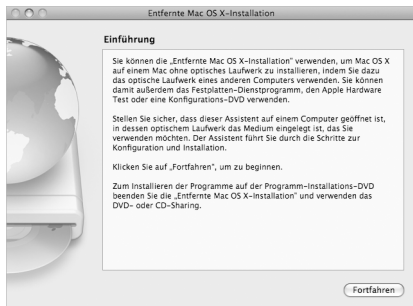 Entfernte Mac OS X-Installation
Einführung
Sie können die „Entfernte Mac OS X-Installation" verwenden, um Mac OS X
auf einem Mac ohne optisches Laufwerk zu installieren, indem Sie dazu
das optische Laufwerk eines anderen Computers verwenden. Sie können
damit außerdem das Festplatten-Dienstprogramm, den Apple Hardware
Test oder eine Konfigurations-DVD verwenden.
Stellen Sie sicher, dass dieser Assistent auf einem Computer geöffnet ist,
in dessen optischem Laufwerk das Medium eingelegt ist, das Sie
verwenden möchten. Der Assistent führt Sie durch die Schritte zur
Konfiguration und Installation.
Klicken Sie auf „Fortfahren", um zu beginnen.
Zum Installieren der Programme auf der Programm-Installations-DVD
beenden Sie die „Entfernte Mac OS X-Installation" und verwenden das
DVD- oder CD-Sharing.
Fortfahren